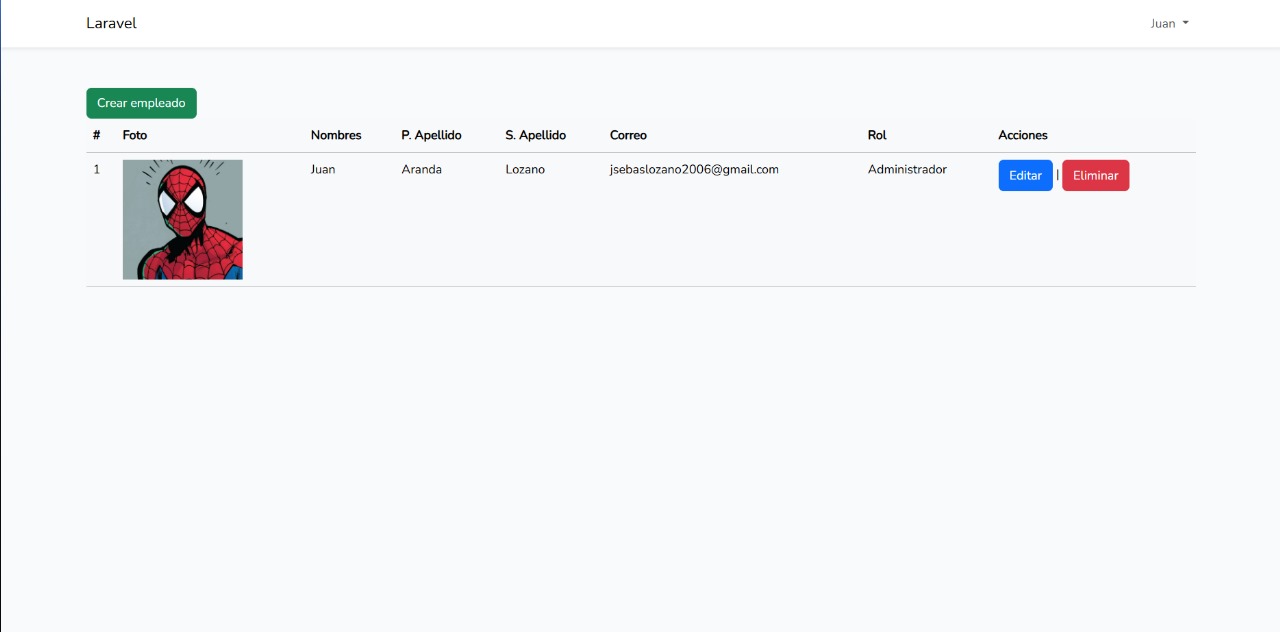 Laravel Juan
Crear empleado
# Foto Nombres P. Apellido S. Apellido Correo Rol Acciones
1 Juan Aranda Lozano jsebaslozano2006@gmail.com Administrador Editar | Eliminar